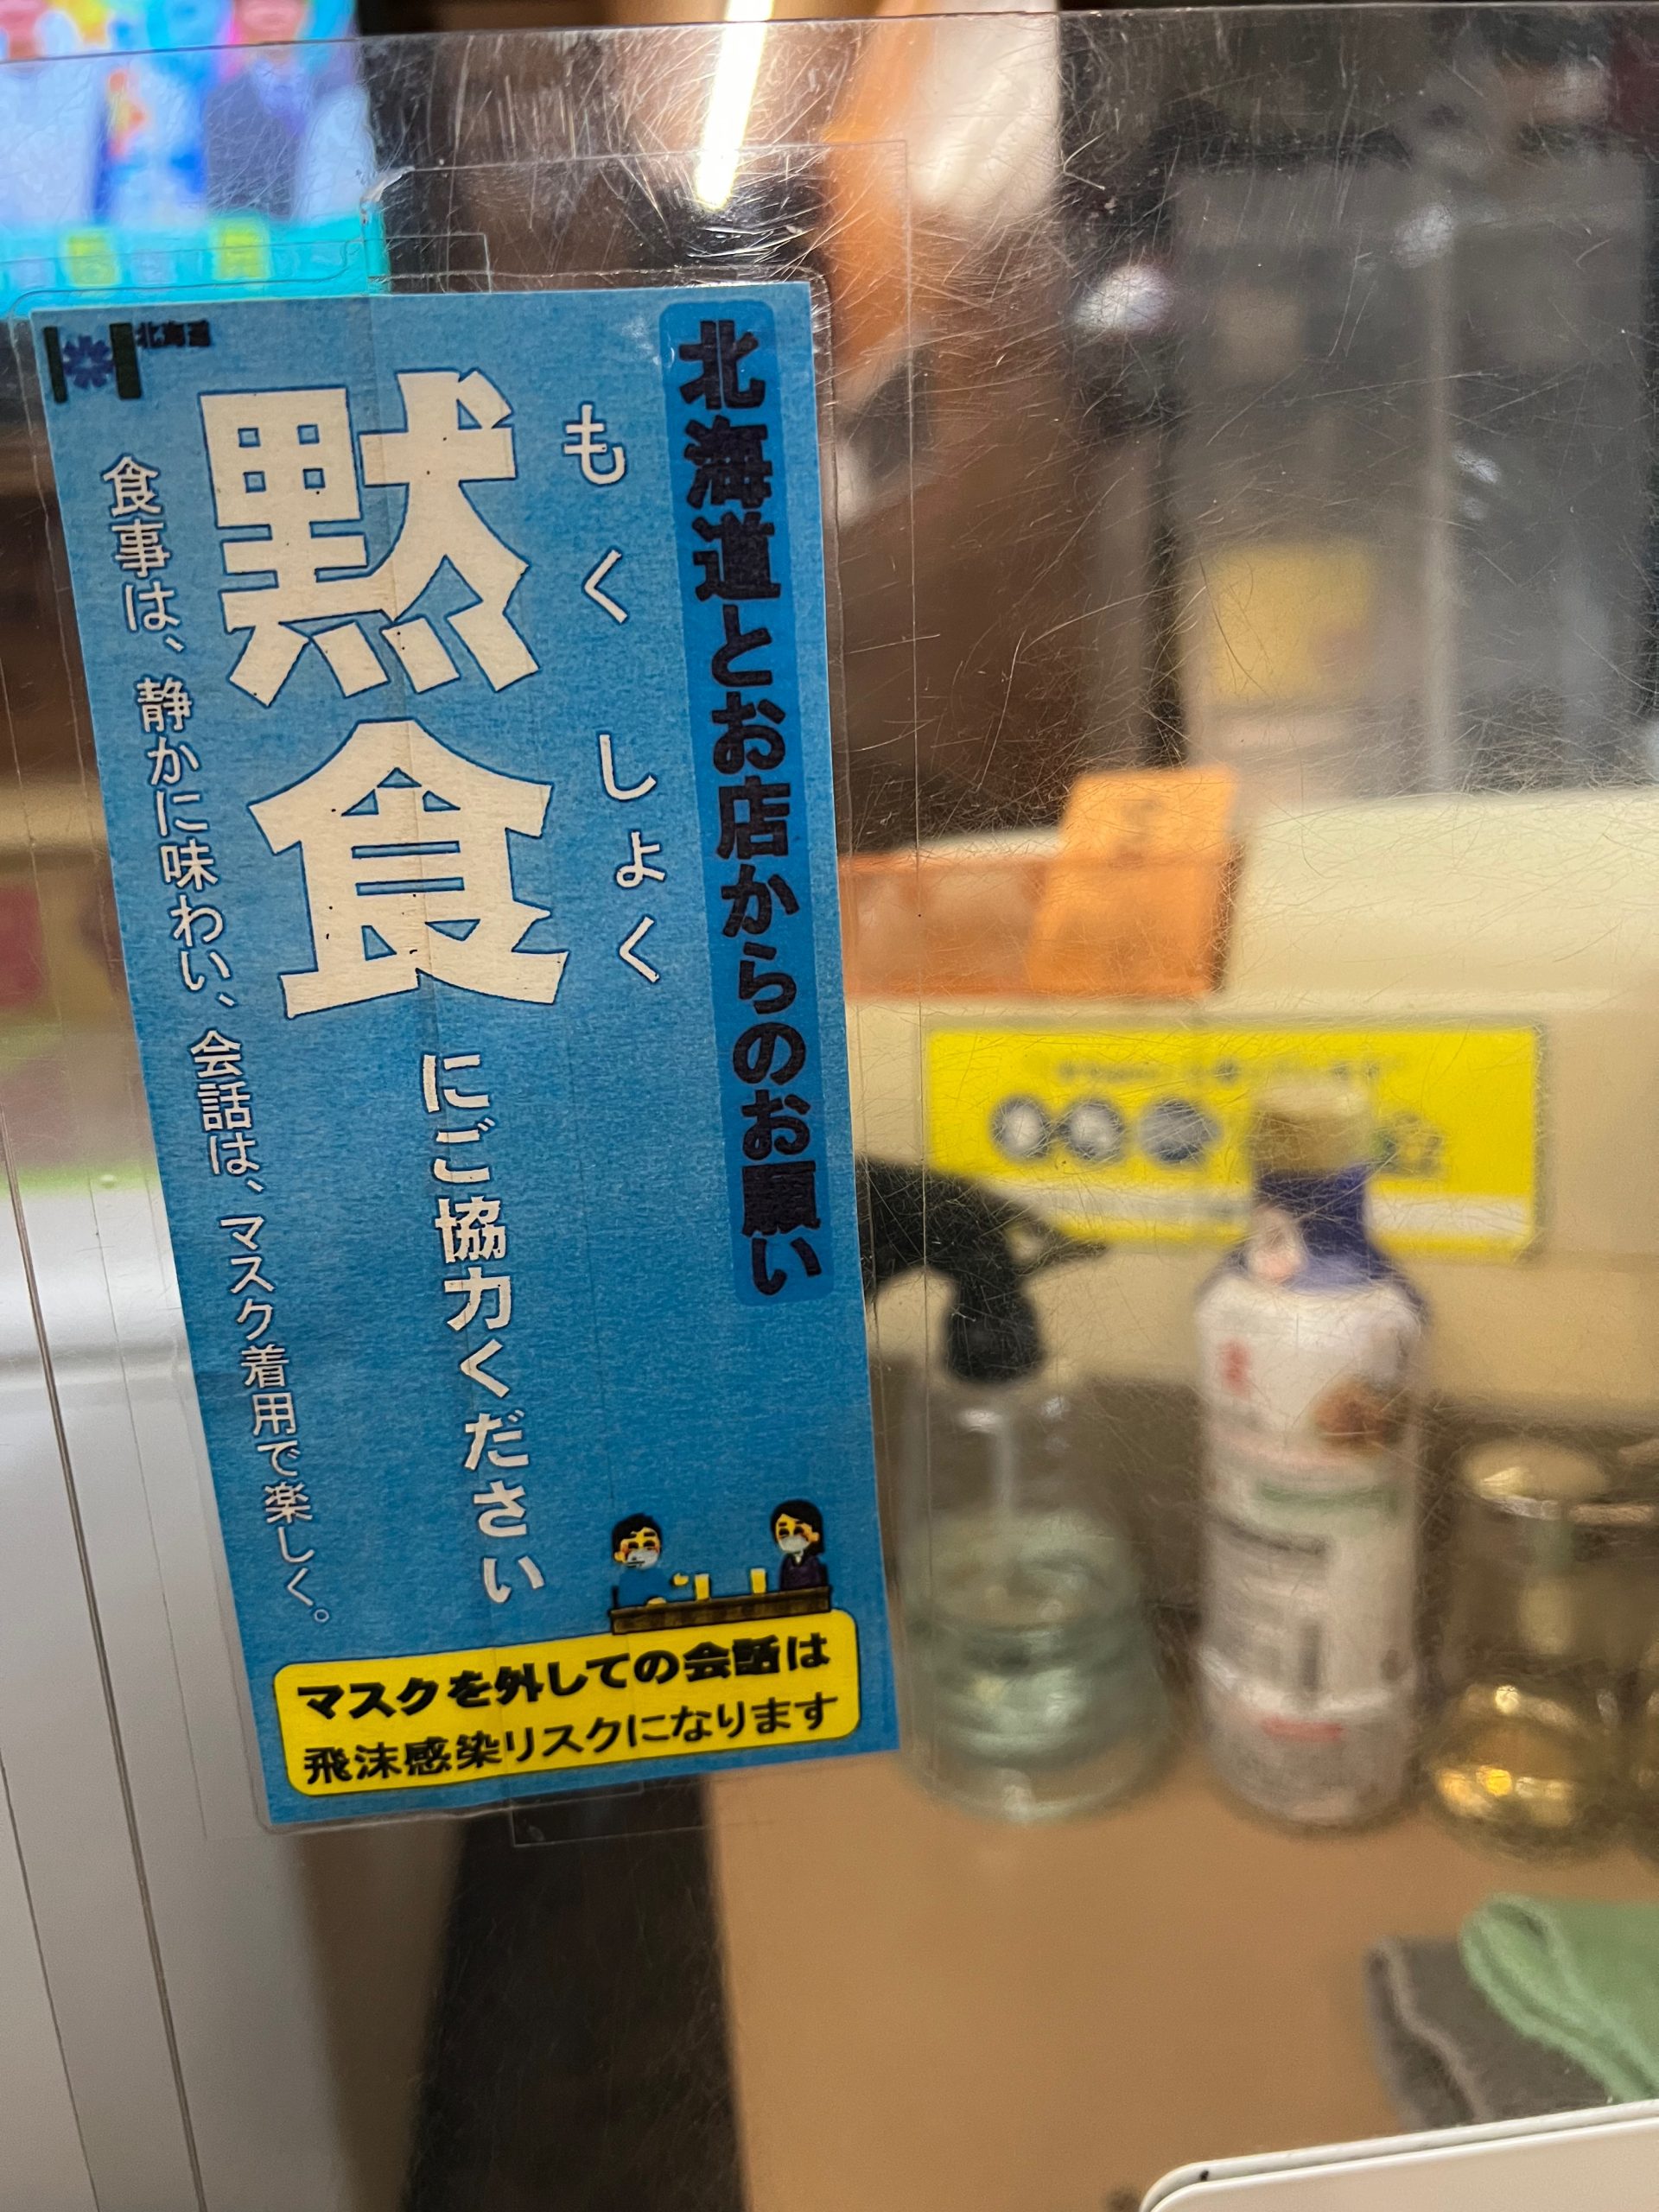 北海道とお店からのお願い
もくしょく
黙食
にご協力ください
食事は、静かに味わい、会話は、マスク着用で楽しく。
北海道
マスクを外しての会話は
飛沫感染リスクになります